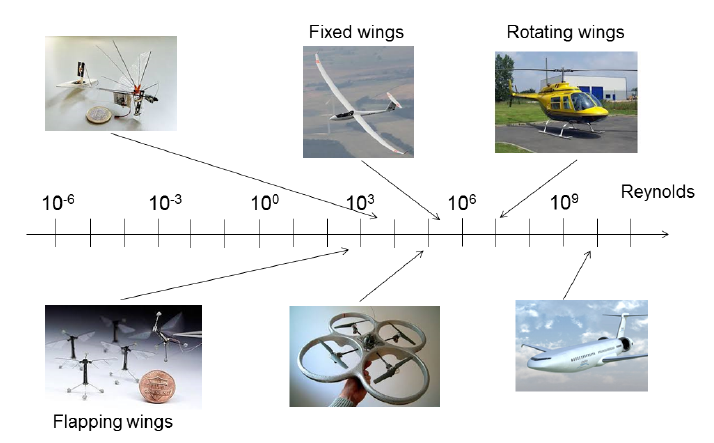 Fixed wings
Rotating wings
10⁻⁶ 10⁻³ 10⁰ 10³ 10⁶ 10⁹ Reynolds
Flapping wings